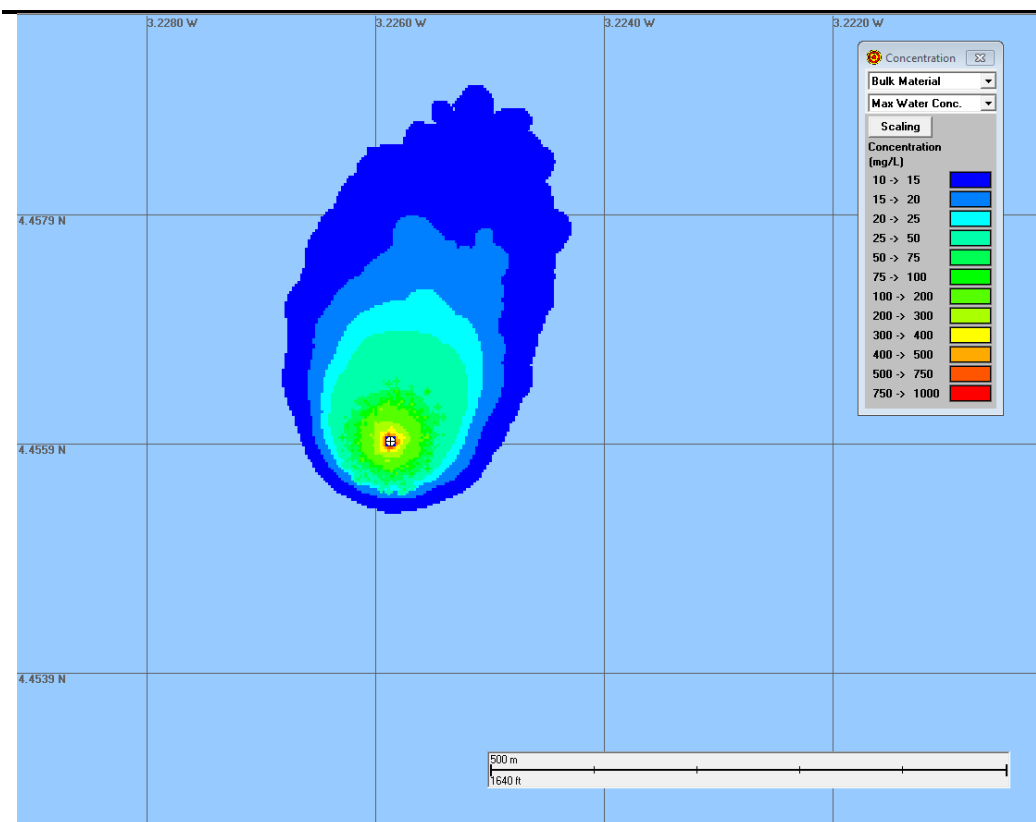 3.2280 W
3.2260 W
3.2240 W
3.2220 W
Concentration
Bulk Material
Max Water Conc.
Scaling
Concentration
(mg/L)
10 -> 15
15 -> 20
20 -> 25
25 -> 50
50 -> 75
75 -> 100
100 -> 200
200 -> 300
300 -> 400
400 -> 500
500 -> 750
750 -> 1000
4.4579 N
4.4559 N
4.4539 N
500 m
1640 ft